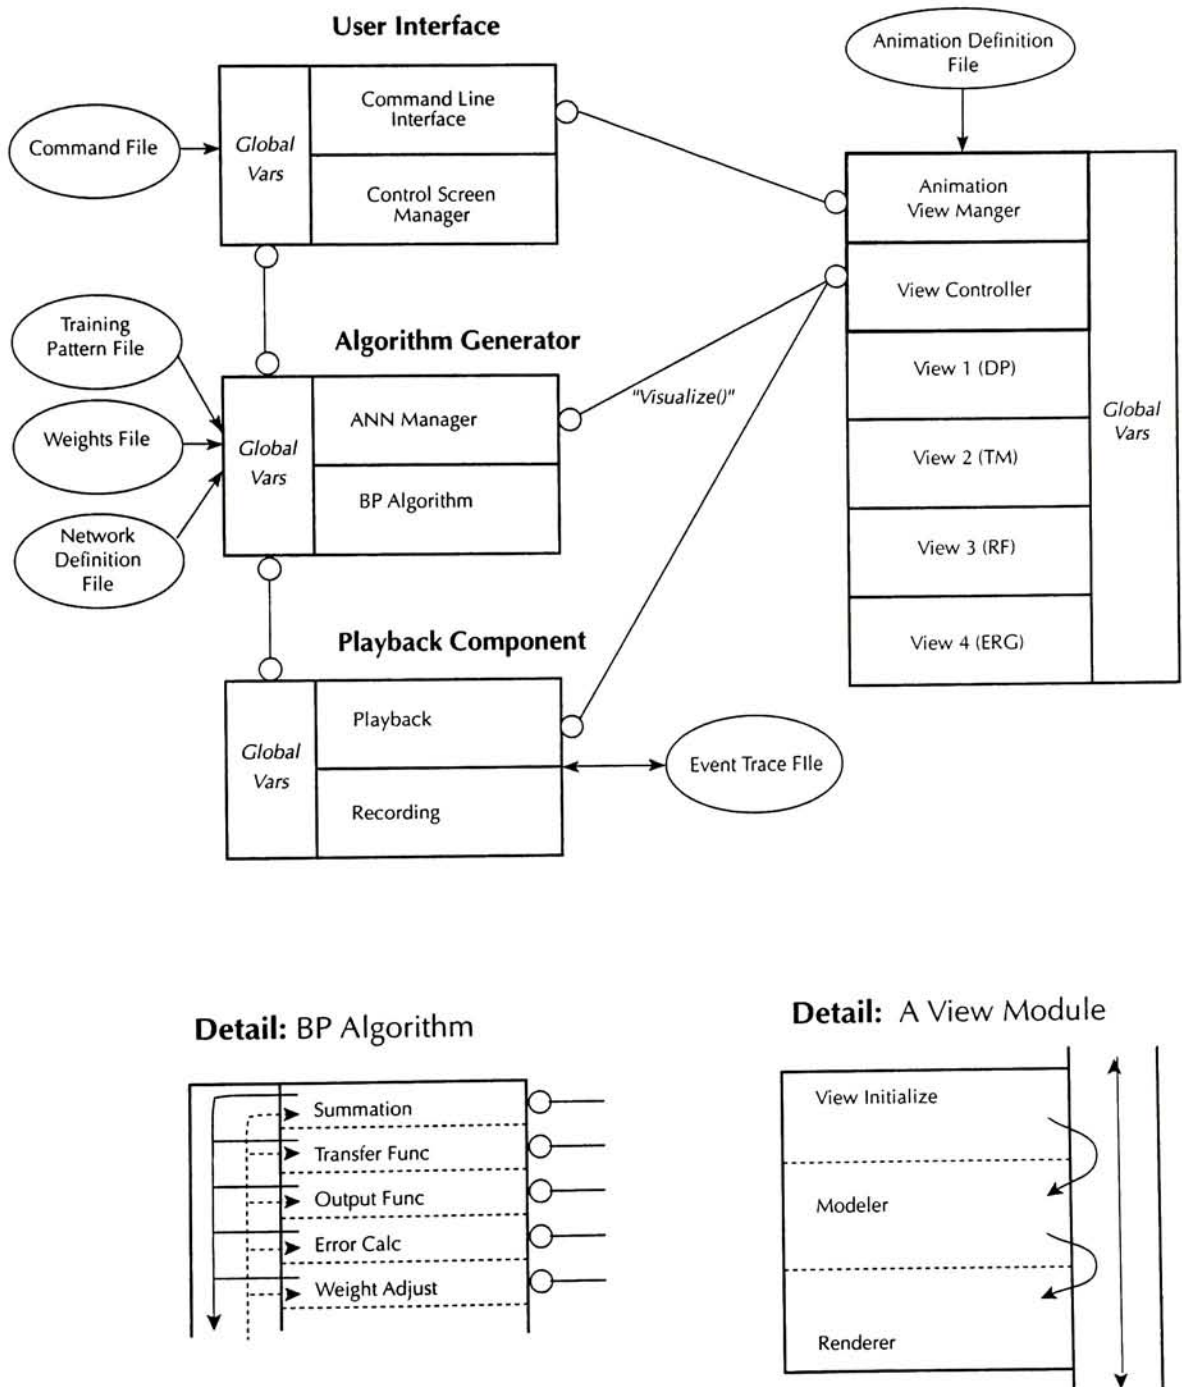 User Interface
Animation Definition
File
Command File
Global
Vars
Command Line
Interface
Control Screen
Manager
Animation
View Manger
View Controller
View 1 (DP)
View 2 (TM)
View 3 (RF)
View 4 (ERG)
Global
Vars
Training
Pattern File
Weights File
Network
Definition
File
Algorithm Generator
Global
Vars
ANN Manager
BP Algorithm
"Visualize()"
Playback Component
Global
Vars
Playback
Recording
Event Trace FIle
Detail: BP Algorithm
Summation
Transfer Func
Output Func
Error Calc
Weight Adjust
Detail: A View Module
View Initialize
Modeler
Renderer